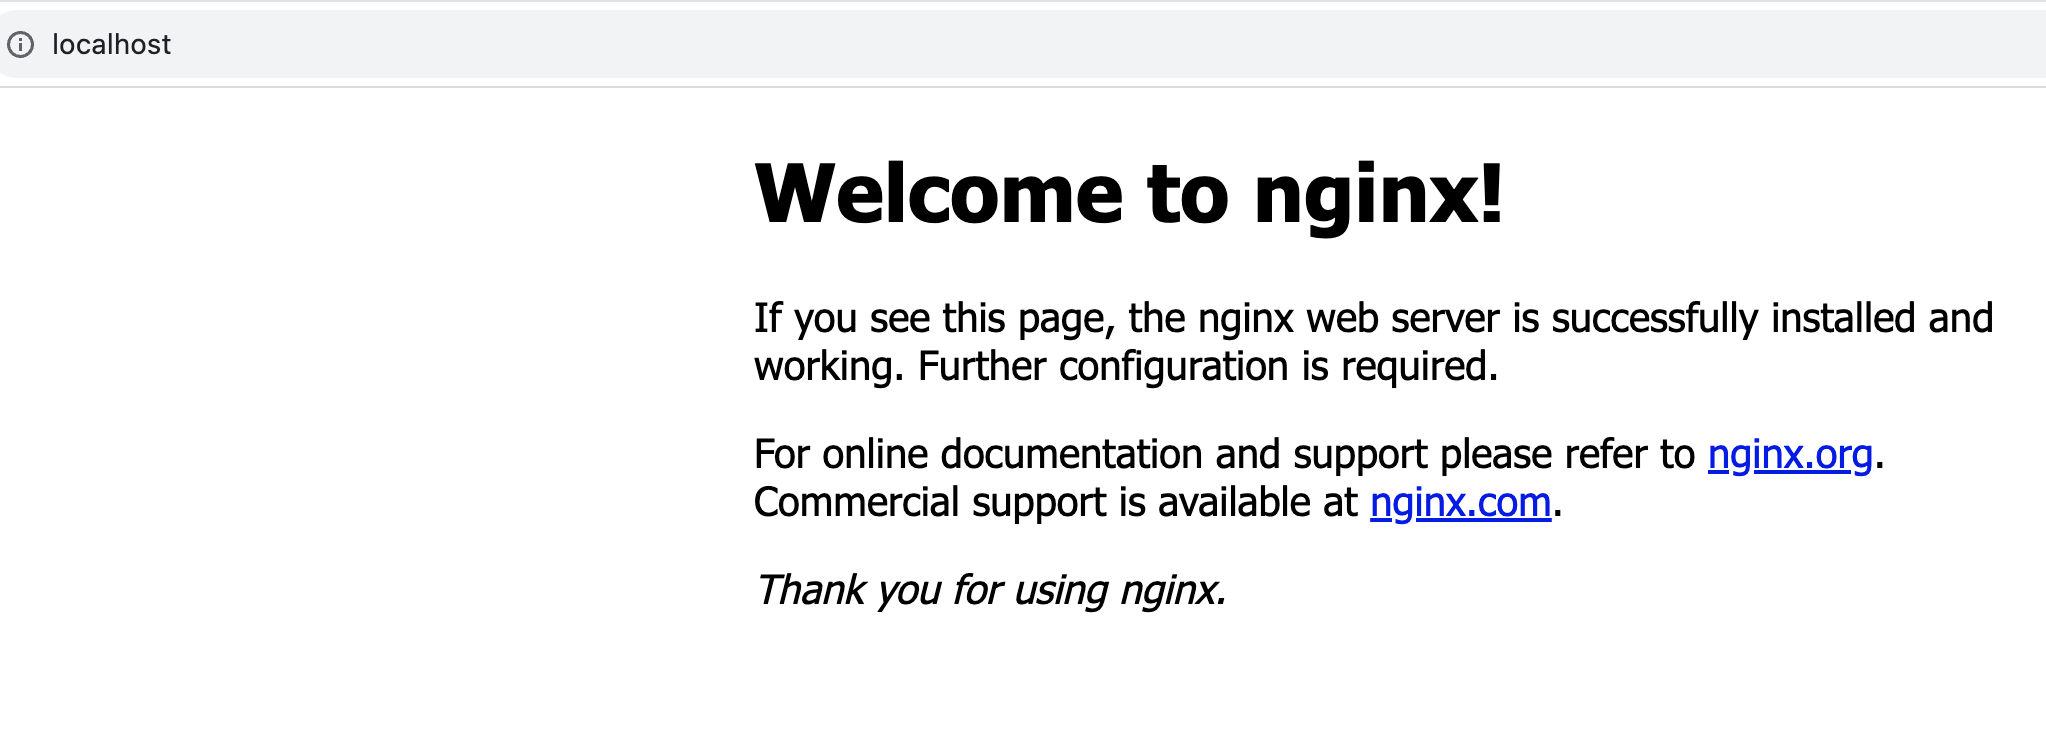 localhost
Welcome to nginx!
If you see this page, the nginx web server is successfully installed and
working. Further configuration is required.
For online documentation and support please refer to nginx.org.
Commercial support is available at nginx.com.
Thank you for using nginx.